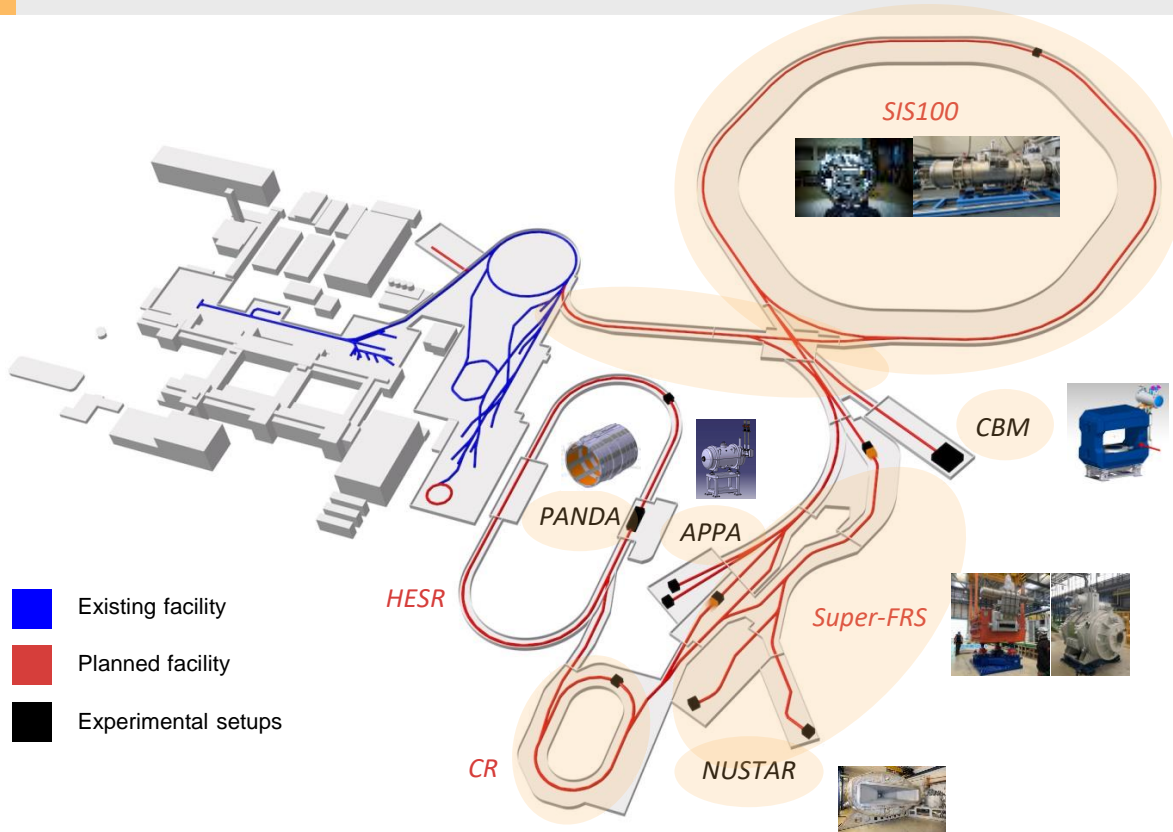 SIS100
CBM
PANDA
APPA
HESR
Super-FRS
CR
NUSTAR
Existing facility
Planned facility
Experimental setups